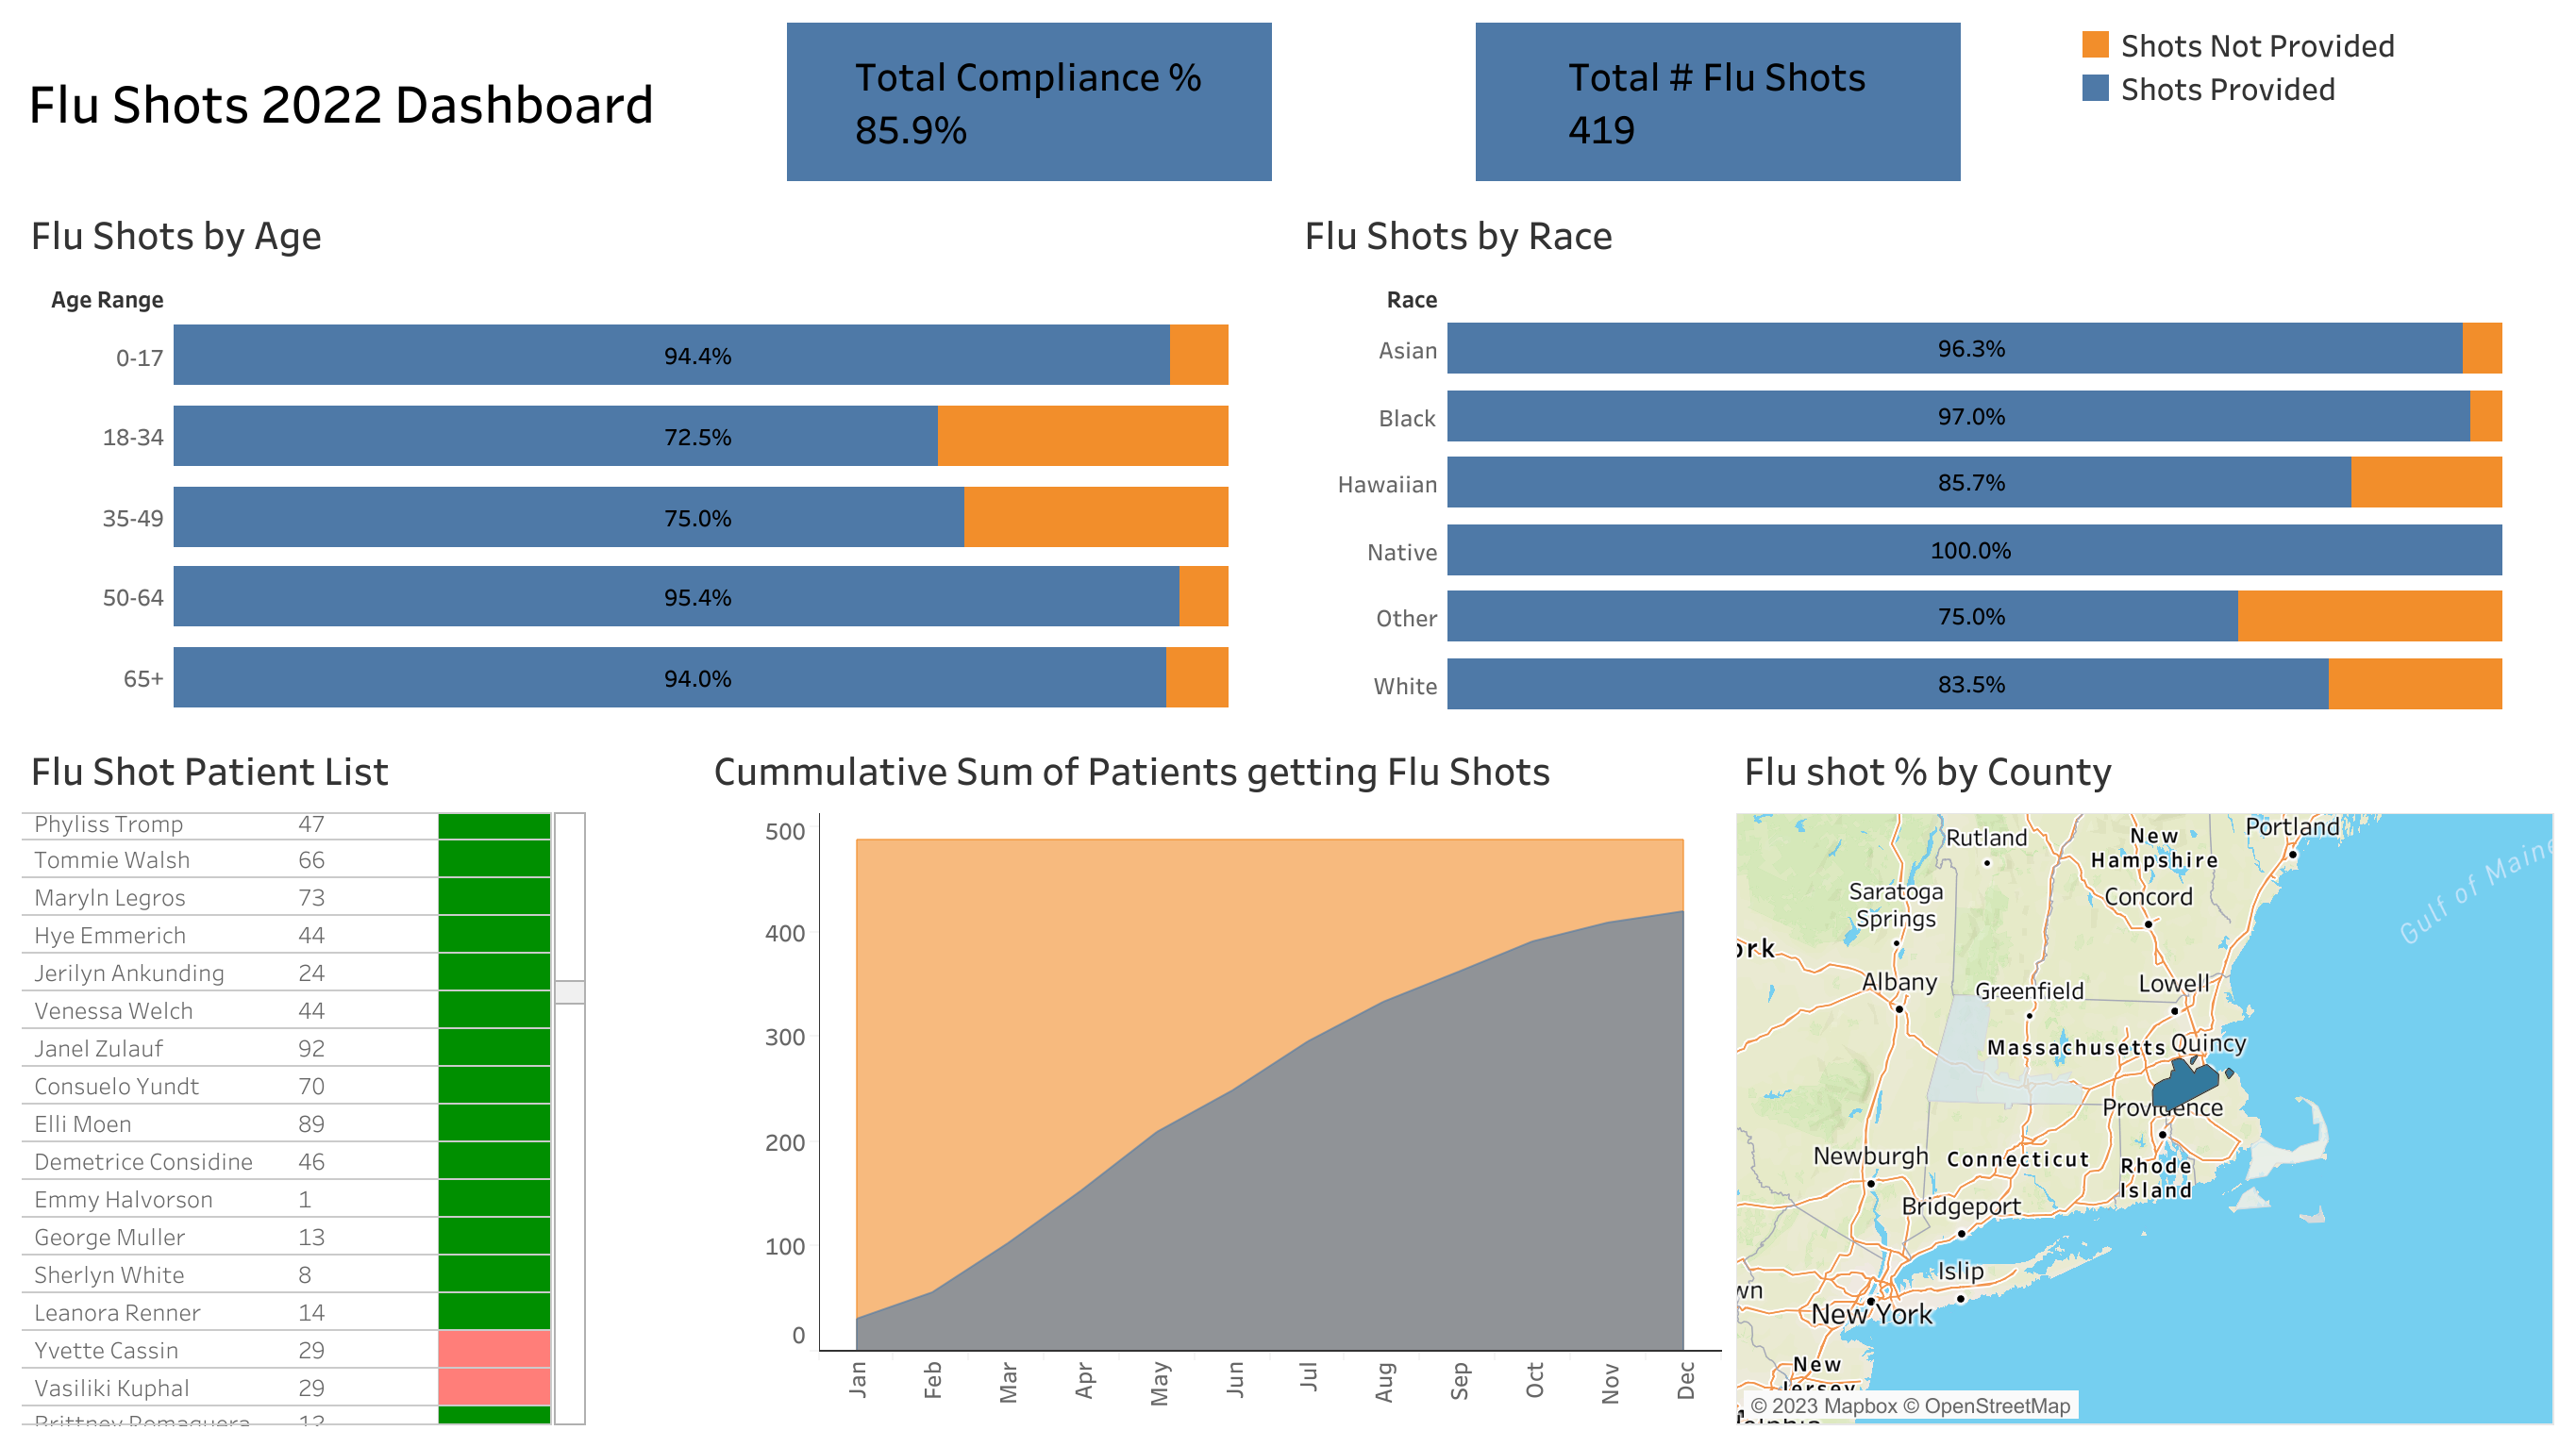 Flu Shots 2022 Dashboard
Total Compliance %
85.9%
Total # Flu Shots
419
Shots Not Provided
Shots Provided
Flu Shots by Age
Age Range
0-17 94.4%
18-34 72.5%
35-49 75.0%
50-64 95.4%
65+ 94.0%
Flu Shots by Race
Race
Asian 96.3%
Black 97.0%
Hawaiian 85.7%
Native 100.0%
Other 75.0%
White 83.5%
Flu Shot Patient List
Phyliss Tromp 47
Tommie Walsh 66
Maryln Legros 73
Hye Emmerich 44
Jerilyn Ankunding 24
Venessa Welch 44
Janel Zulauf 92
Consuelo Yundt 70
Elli Moen 89
Demetrice Considine 46
Emmy Halvorson 1
George Muller 13
Sherlyn White 8
Leanora Renner 14
Yvette Cassin 29
Vasiliki Kuphal 29
Brittney Romaguera 12
Cummulative Sum of Patients getting Flu Shots
500
400
300
200
100
0
Jan Feb Mar Apr May Jun Jul Aug Sep Oct Nov Dec
Flu shot % by County
Portland
Rutland
New
Hampshire
Gulf of Maine
Saratoga
Springs
Concord
ork
Albany
Greenfield
Lowell
Massachusetts
Quincy
Providence
Newburgh
Connecticut
Rhode
Island
Bridgeport
Islip
wn
New York
New
Jersey
© 2023 Mapbox © OpenStreetMap